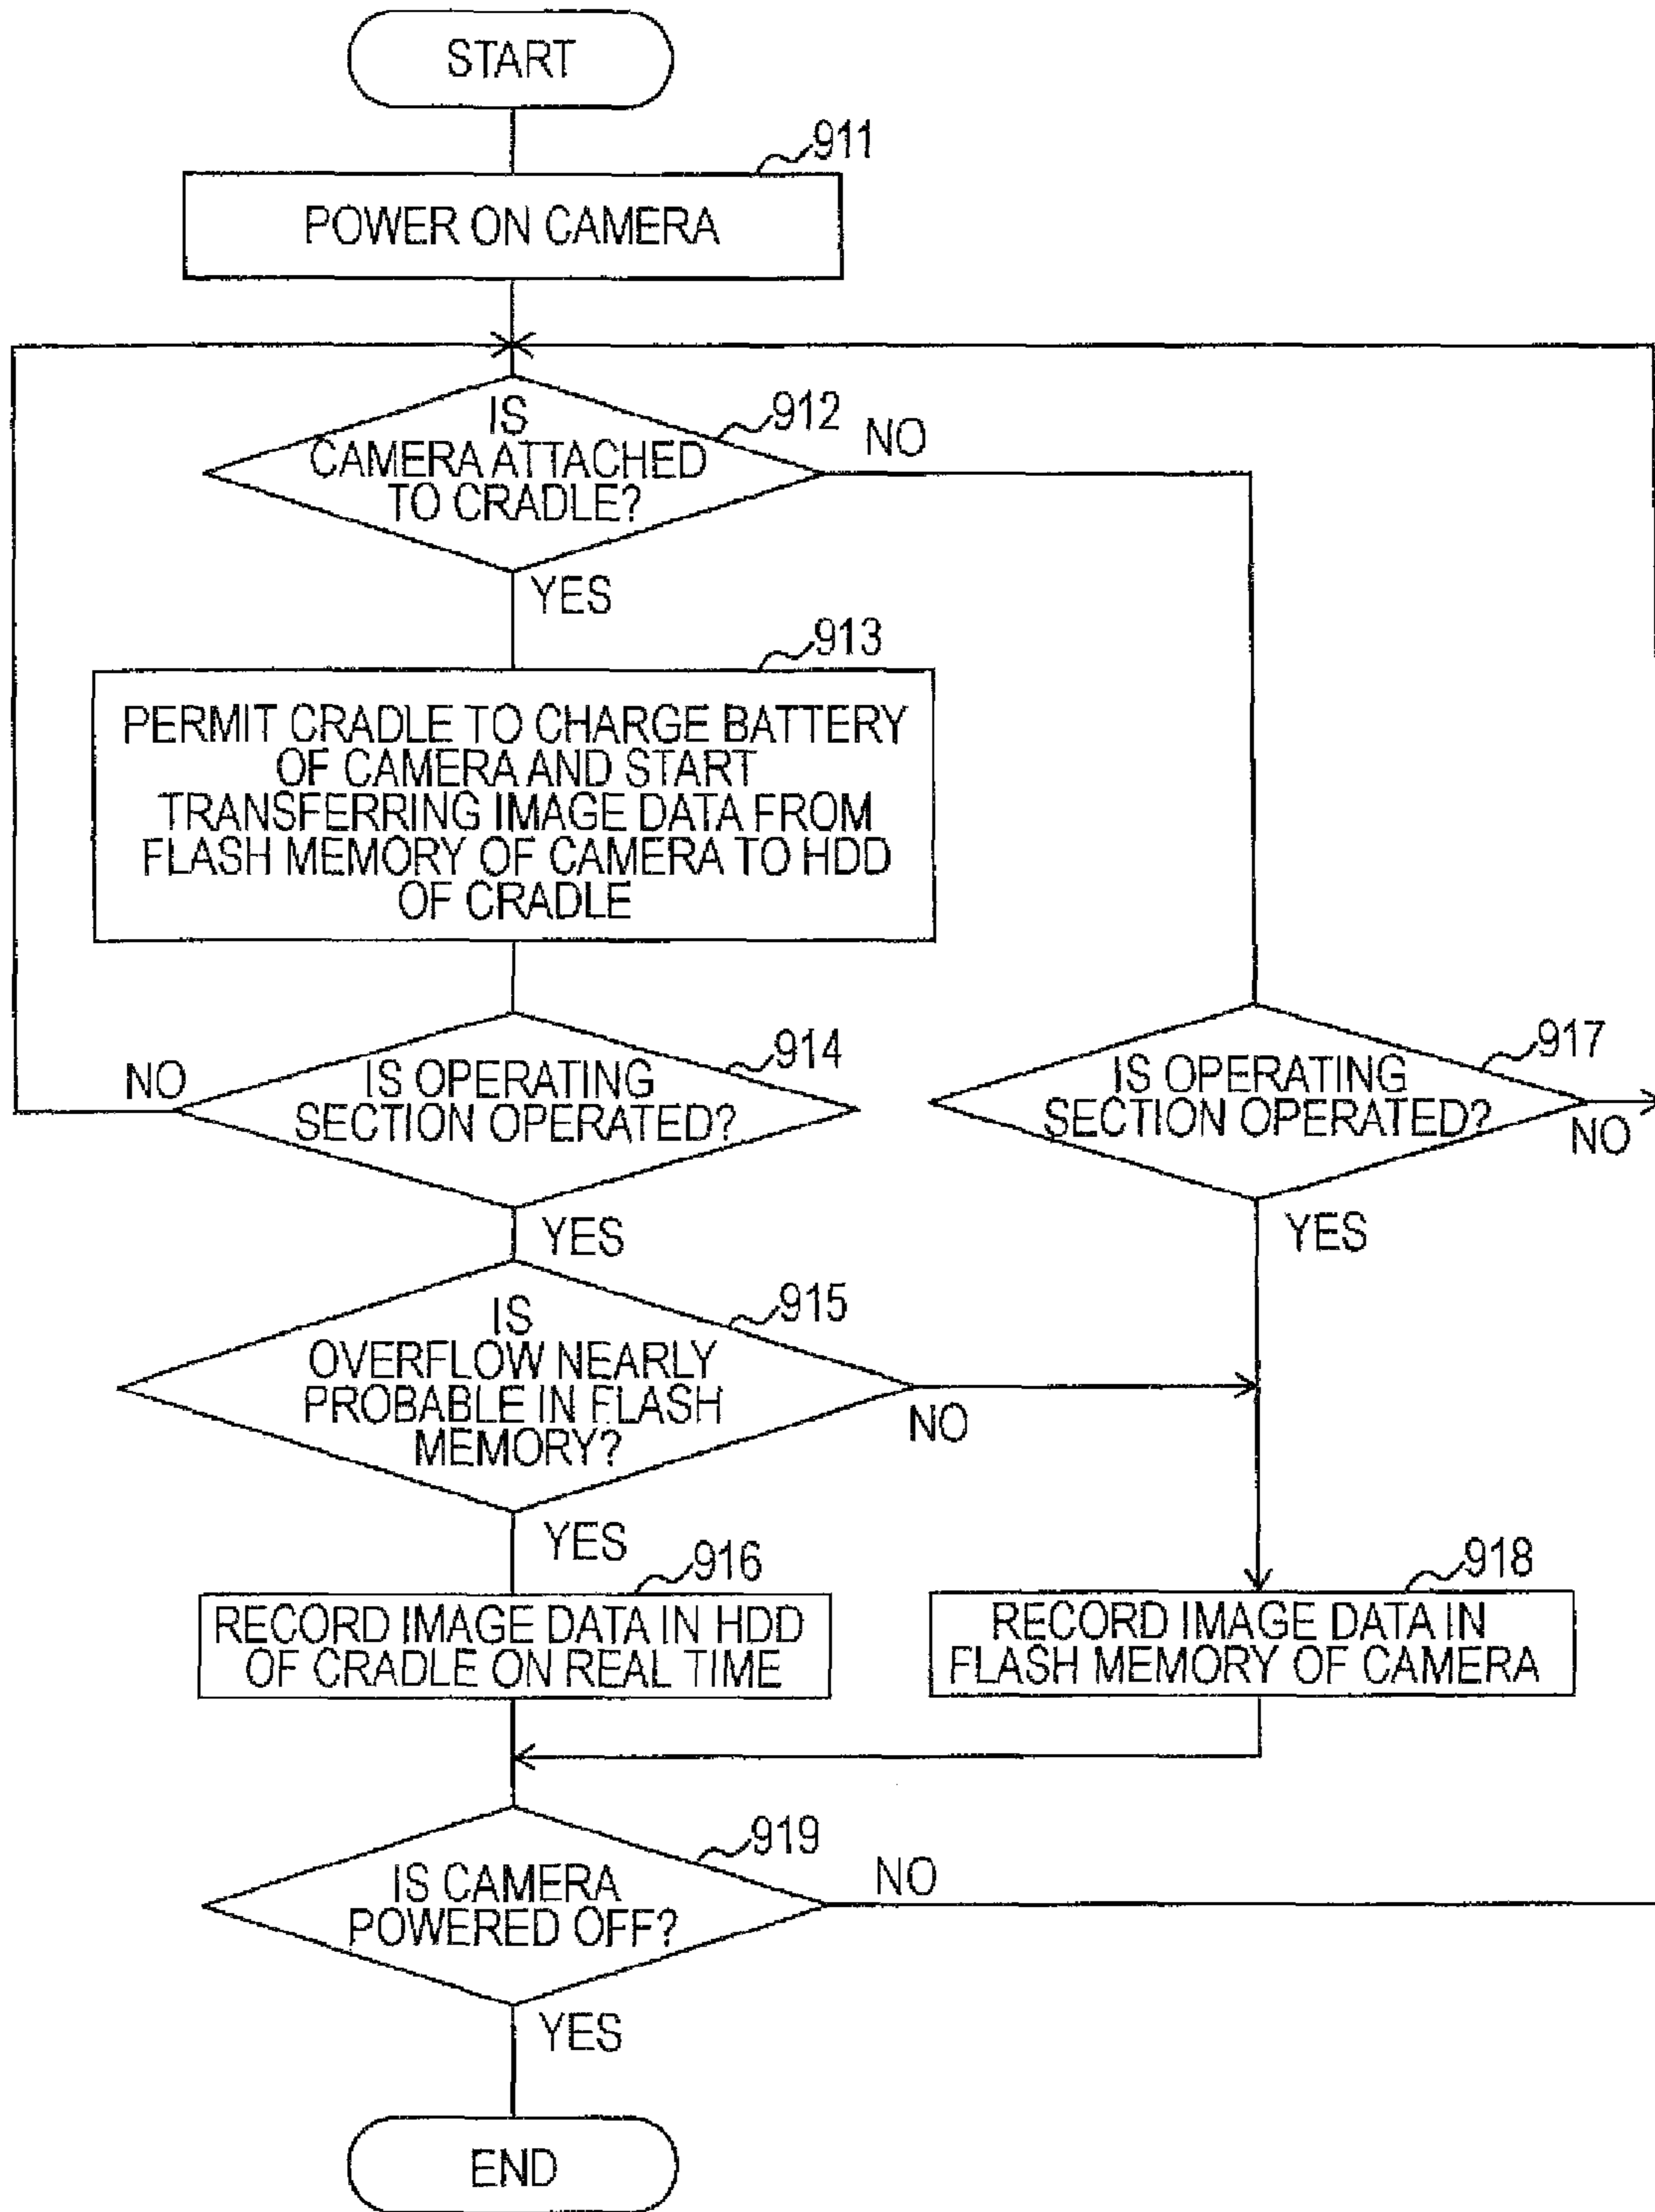 START
911
POWER ON CAMERA
912
IS
CAMERA ATTACHED
TO CRADLE?
NO
YES
913
PERMIT CRADLE TO CHARGE BATTERY
OF CAMERA AND START
TRANSFERRING IMAGE DATA FROM
FLASH MEMORY OF CAMERA TO HDD
OF CRADLE
914
IS OPERATING
SECTION OPERATED?
NO
YES
917
IS OPERATING
SECTION OPERATED?
NO
YES
915
IS
OVERFLOW NEARLY
PROBABLE IN FLASH
MEMORY?
NO
YES
916
RECORD IMAGE DATA IN HDD
OF CRADLE ON REAL TIME
918
RECORD IMAGE DATA IN
FLASH MEMORY OF CAMERA
919
IS CAMERA
POWERED OFF?
NO
YES
END